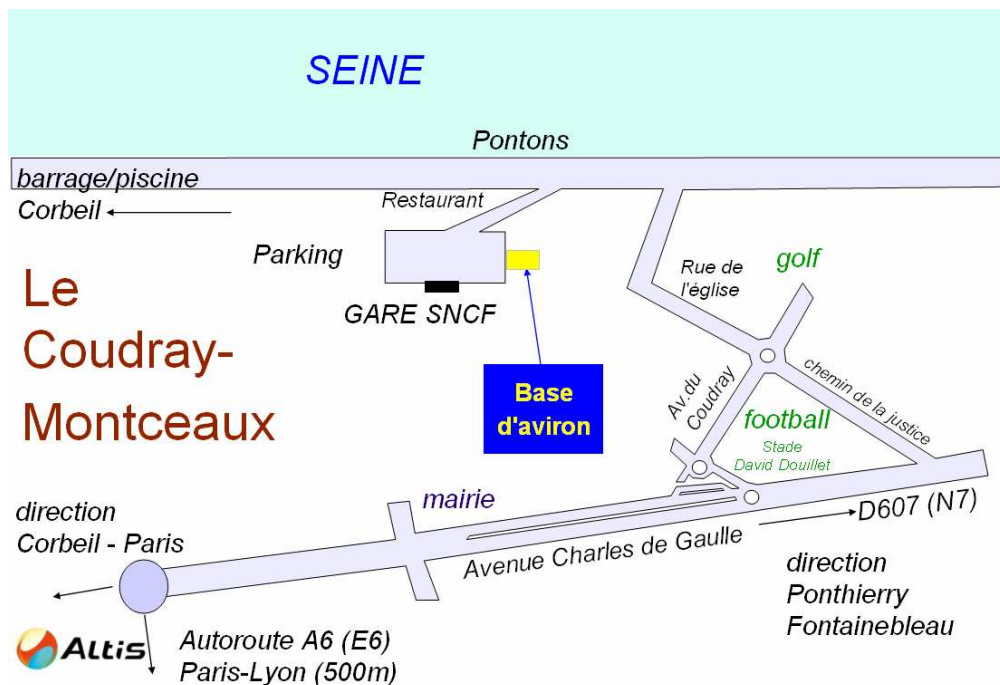 SEINE
Pontons
barrage/piscine
Corbeil
Restaurant
Parking
GARE SNCF
Rue de
l'église
golf
Le
Coudray-
Montceaux
Base
d'aviron
Av.du
Coudray
chemin de la justice
football
Stade
David Douillet
mairie
D607 (N7)
Avenue Charles de Gaulle
direction
Corbeil - Paris
direction
Ponthierry
Fontainebleau
ALTIS
Autoroute A6 (E6)
Paris-Lyon (500m)